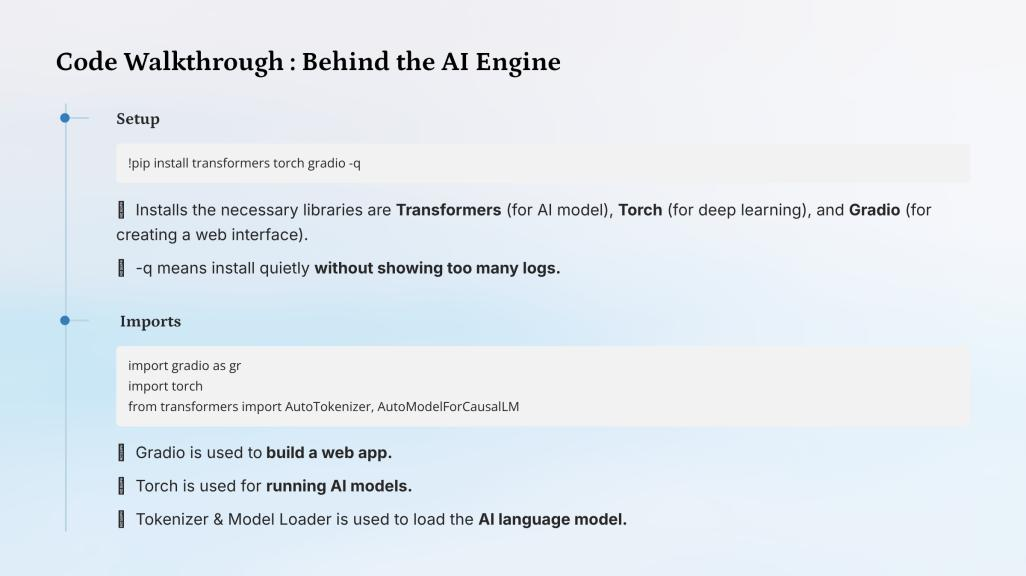 Code Walkthrough : Behind the AI Engine
Setup
!pip install transformers torch gradio -q
Installs the necessary libraries are Transformers (for AI model), Torch (for deep learning), and Gradio (for
creating a web interface).
-q means install quietly without showing too many logs.
Imports
import gradio as gr
import torch
from transformers import AutoTokenizer, AutoModelForCausalLM
Gradio is used to build a web app.
Torch is used for running AI models.
Tokenizer & Model Loader is used to load the AI language model.